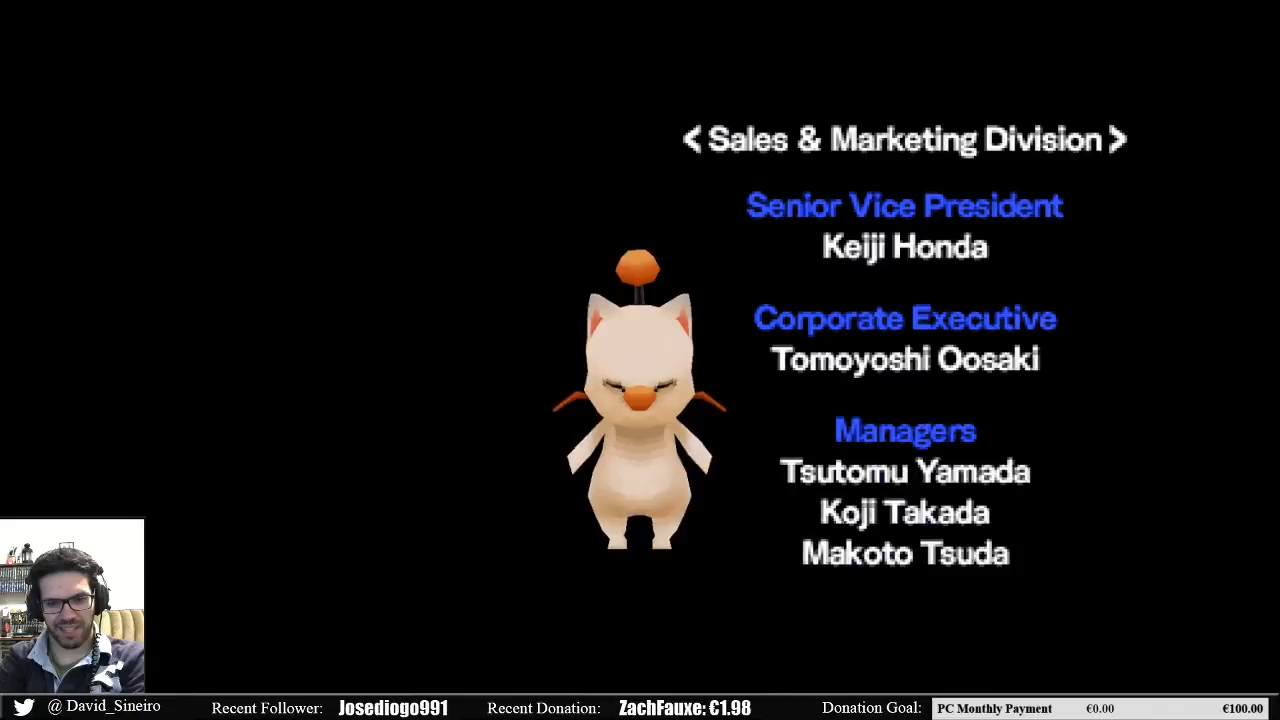 < Sales & Marketing Division >
Senior Vice President
Keiji Honda
Corporate Executive
Tomoyoshi Oosaki
Managers
Tsutomu Yamada
Koji Takada
Makoto Tsuda
@ David_Sineiro
Recent Follower: Josediogo991
Recent Donation: ZachFauxe: €1.98
Donation Goal: PC Monthly Payment €0.00 €100.00